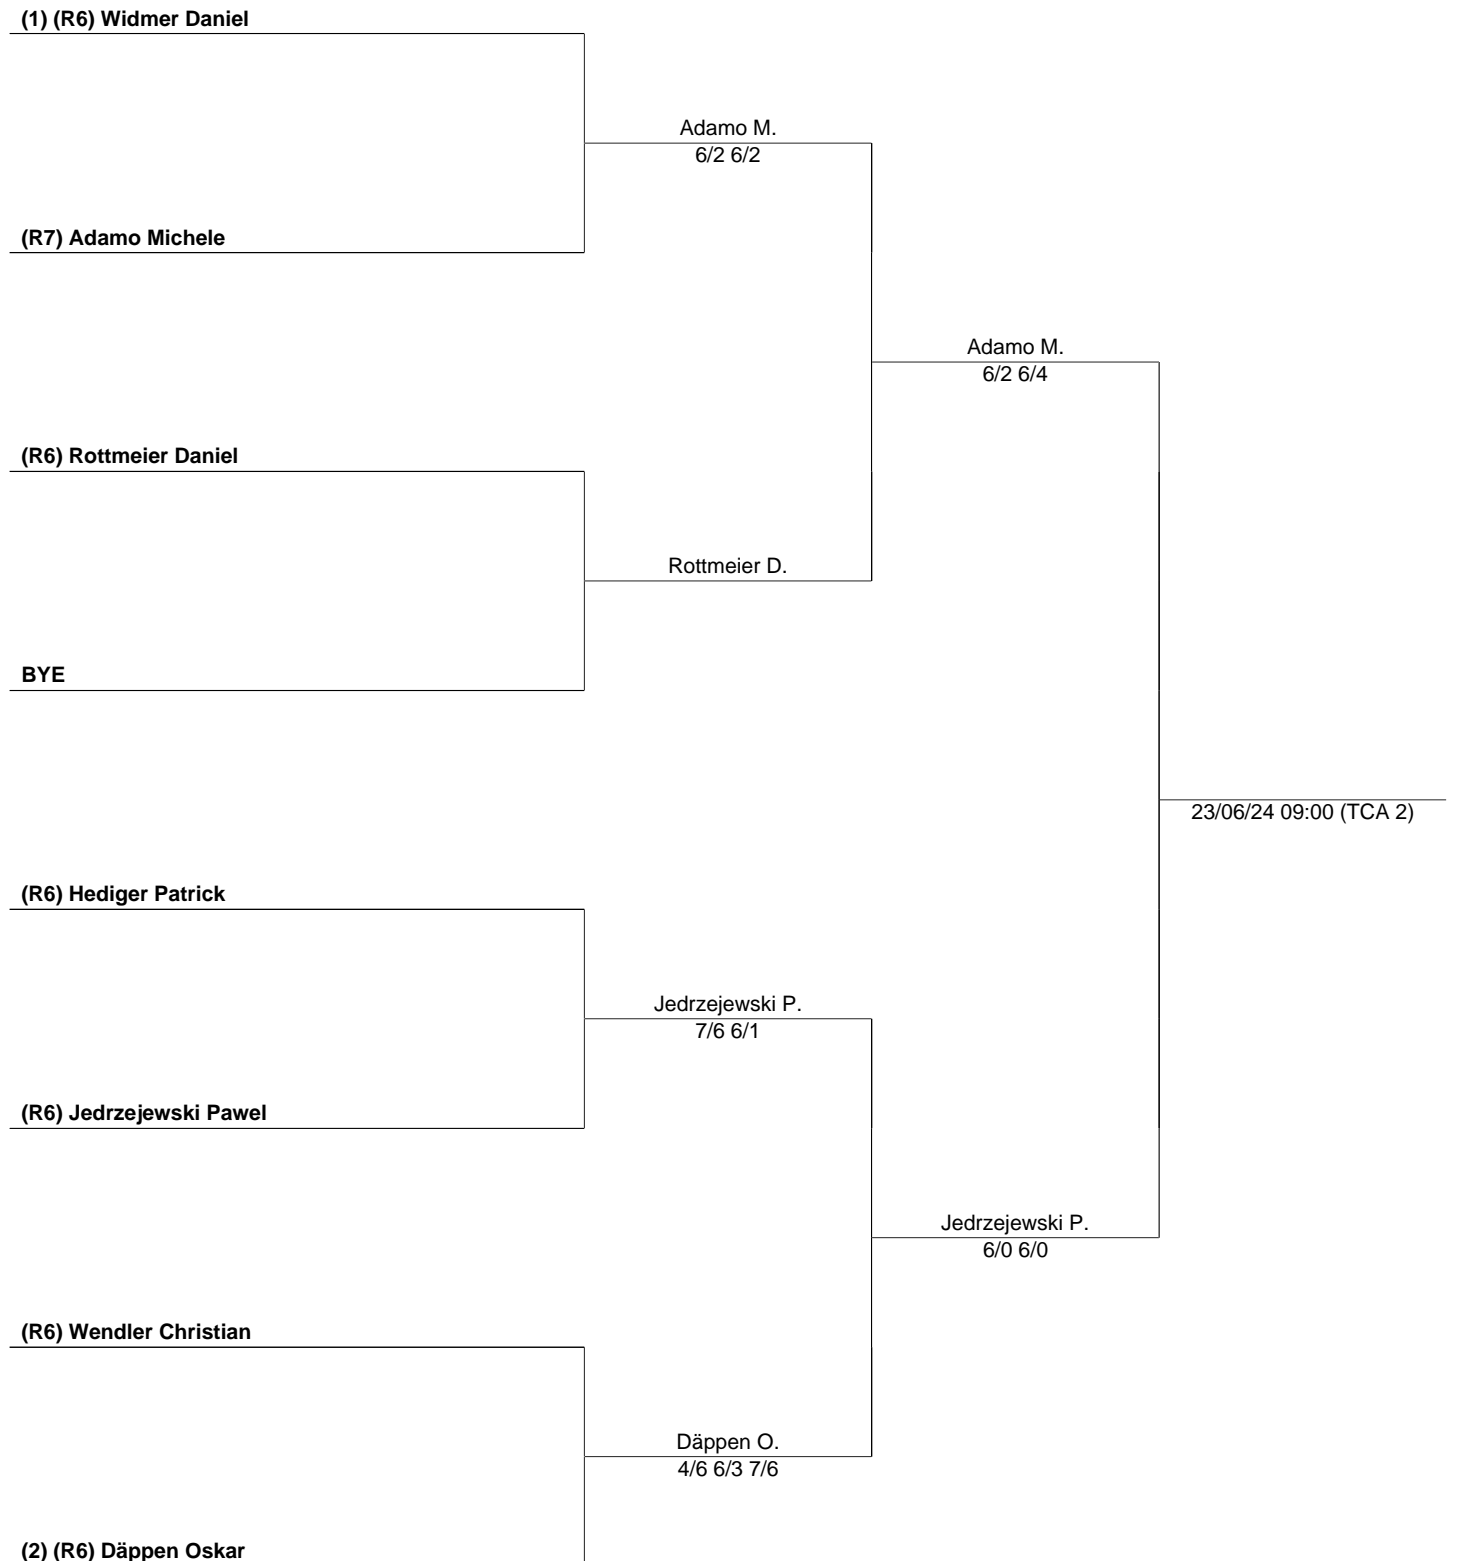 (1) (R6) Widmer Daniel
Adamo M.
6/2 6/2
(R7) Adamo Michele
Adamo M.
6/2 6/4
(R6) Rottmeier Daniel
Rottmeier D.
BYE
23/06/24 09:00 (TCA 2)
(R6) Hediger Patrick
Jedrzejewski P.
7/6 6/1
(R6) Jedrzejewski Pawel
Jedrzejewski P.
6/0 6/0
(R6) Wendler Christian
Däppen O.
4/6 6/3 7/6
(2) (R6) Däppen Oskar